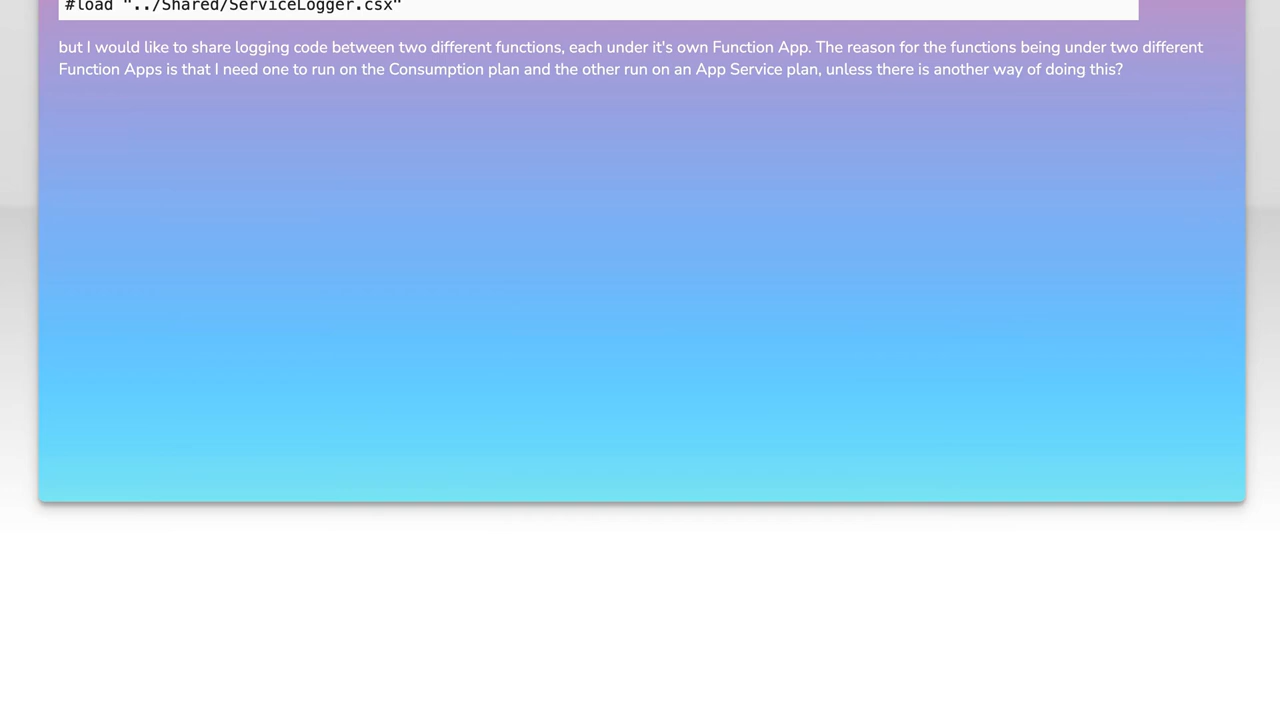 #load "../Shared/ServiceLogger.csx"
but I would like to share logging code between two different functions, each under it's own Function App. The reason for the functions being under two different
Function Apps is that I need one to run on the Consumption plan and the other run on an App Service plan, unless there is another way of doing this?